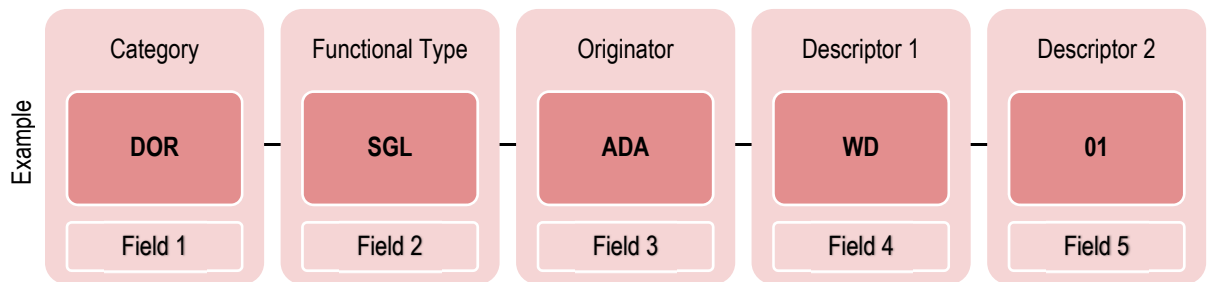 Category Functional Type Originator Descriptor 1 Descriptor 2
Example
DOR SGL ADA WD 01
Field 1 Field 2 Field 3 Field 4 Field 5